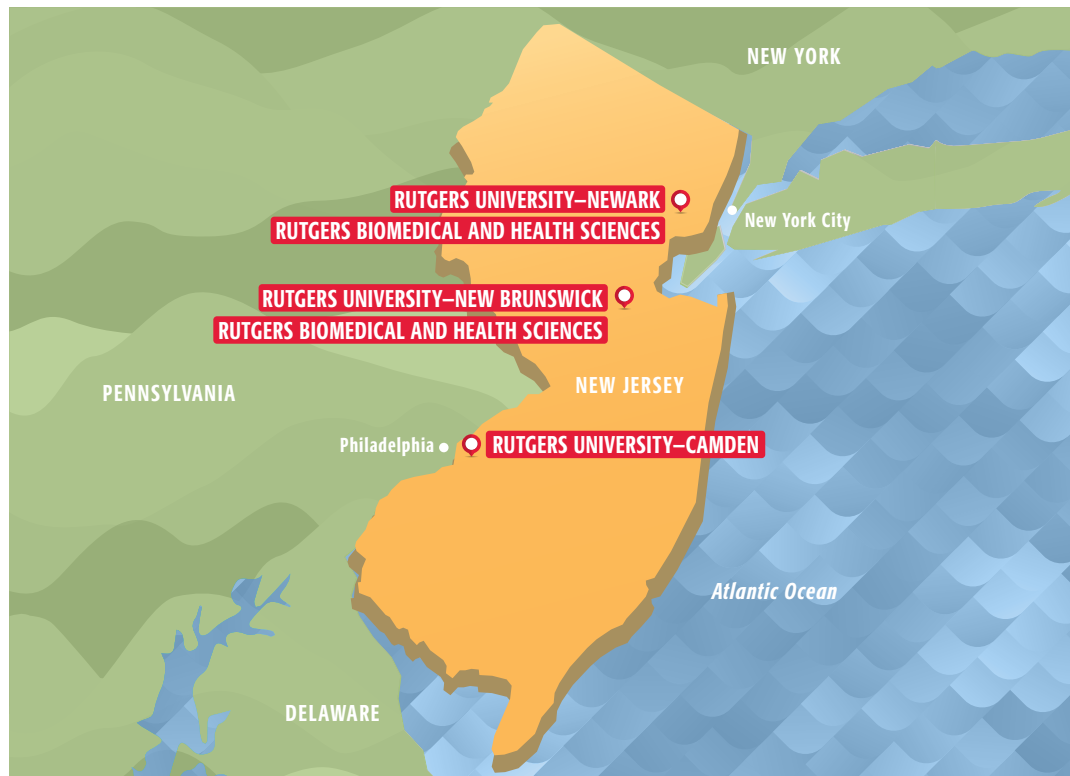 NEW YORK
RUTGERS UNIVERSITY–NEWARK
New York City
RUTGERS BIOMEDICAL AND HEALTH SCIENCES
RUTGERS UNIVERSITY–NEW BRUNSWICK
RUTGERS BIOMEDICAL AND HEALTH SCIENCES
NEW JERSEY
PENNSYLVANIA
Philadelphia
RUTGERS UNIVERSITY–CAMDEN
Atlantic Ocean
DELAWARE